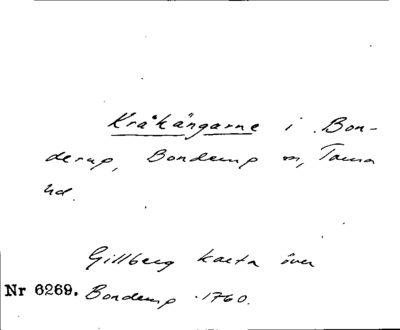 Kråkängarne i Bon-
derup, Bonderup sn, Torna
hd.
Gillberg karta över
Nr 6269. Bonderup 1760.